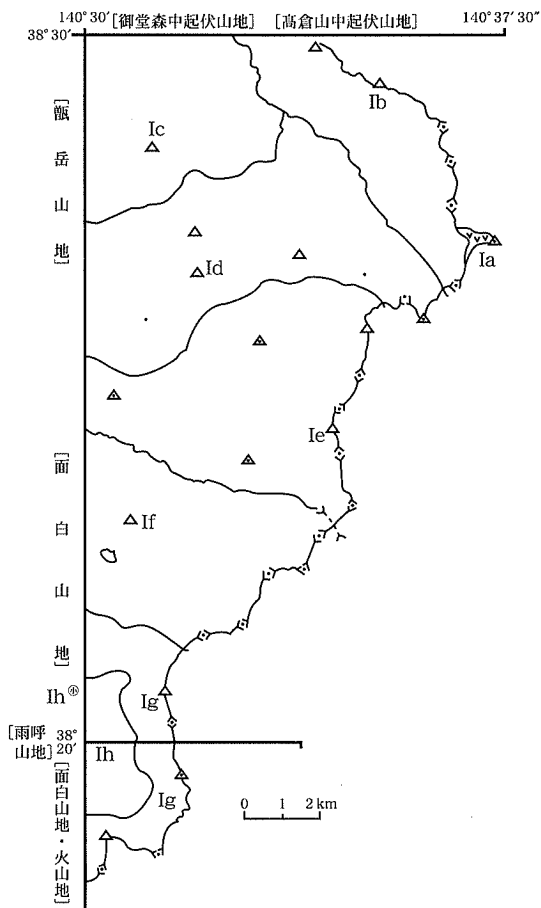 140° 30′ [御堂森中起伏山地] [高倉山中起伏山地] 140° 37′ 30″
38° 30′
Ib
Ic
[甑岳山地]
Ia
Id
Ie
[面白山地]
If
Ih㊌
Ig
[雨呼山地]
38° 20′
Ih
Ig
[面白山地・火山地]
0 1 2 km